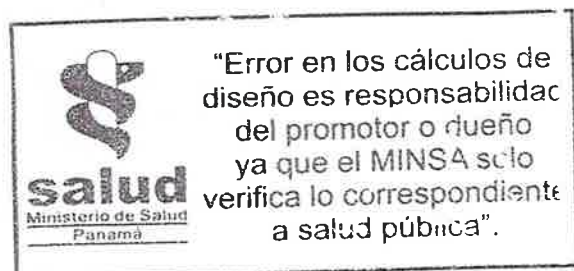 "Error en los cálculos de
diseño es responsabilidad
del promotor o dueño
ya que el MINSA solo
verifica lo correspondiente
a salud pública".
salud
Ministerio de Salud
Panamá